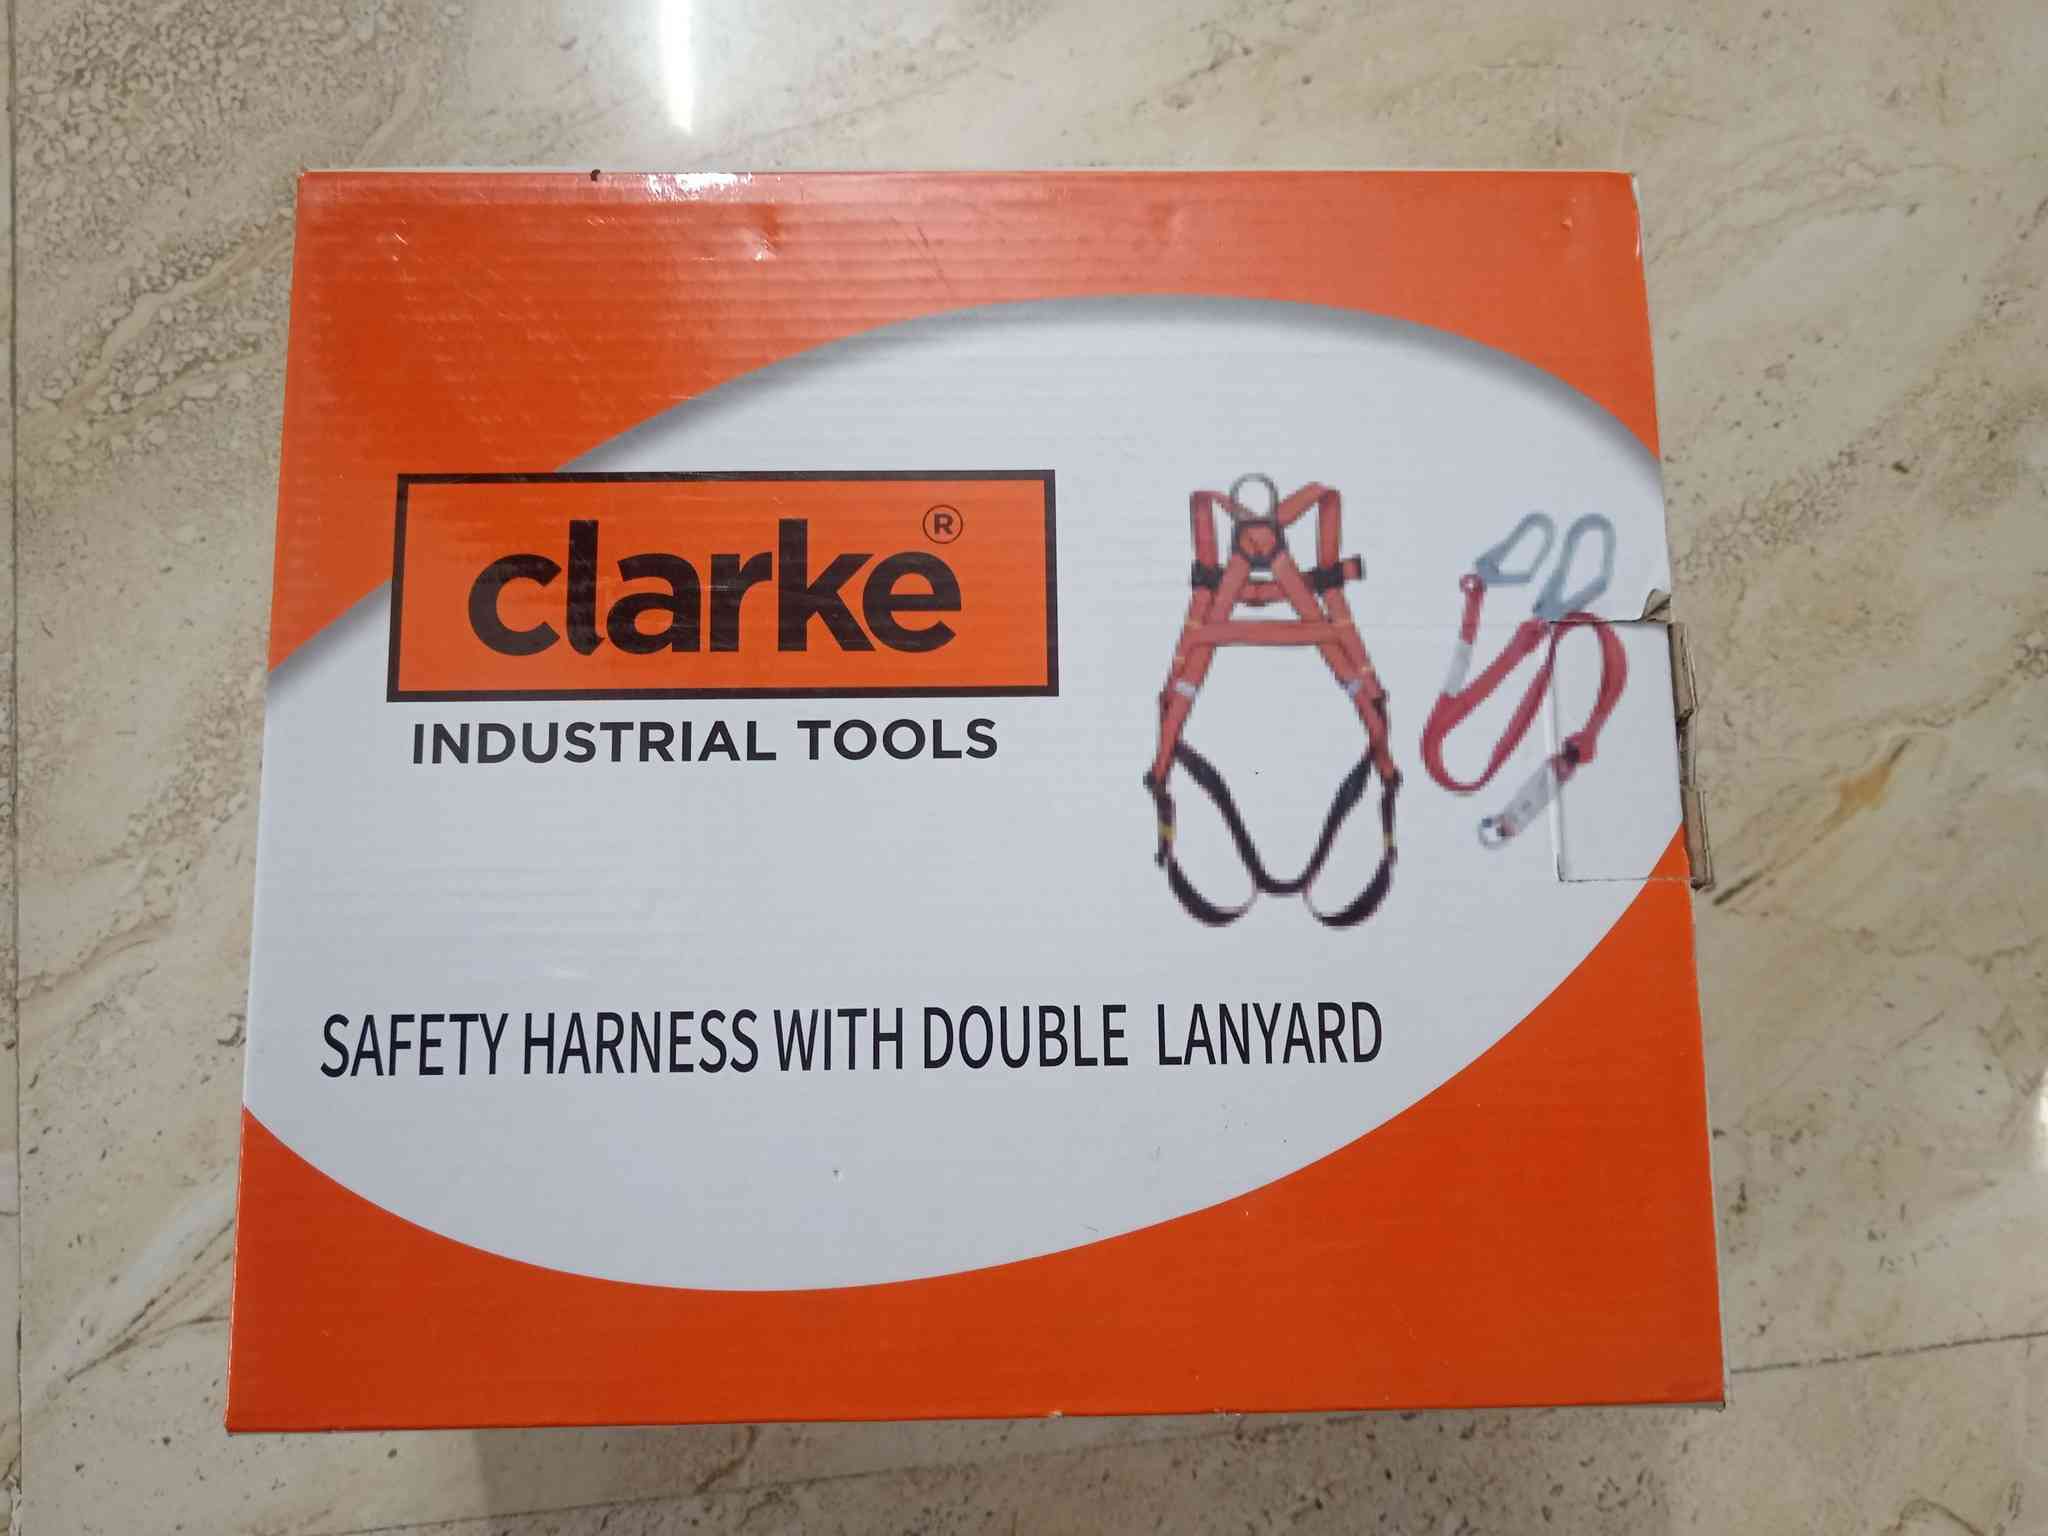 clarke®
INDUSTRIAL TOOLS
SAFETY HARNESS WITH DOUBLE LANYARD